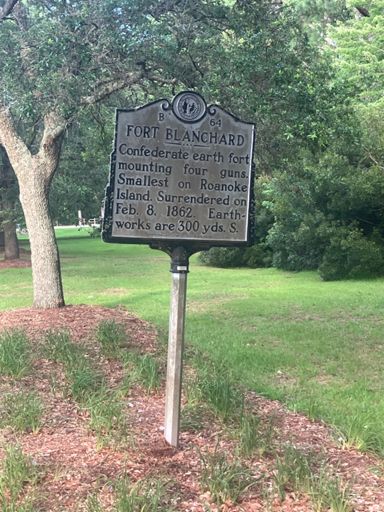 B 64
FORT BLANCHARD
Confederate earth fort
mounting four guns.
Smallest on Roanoke
Island. Surrendered on
Feb. 8, 1862. Earth-
works are 300 yds. S.